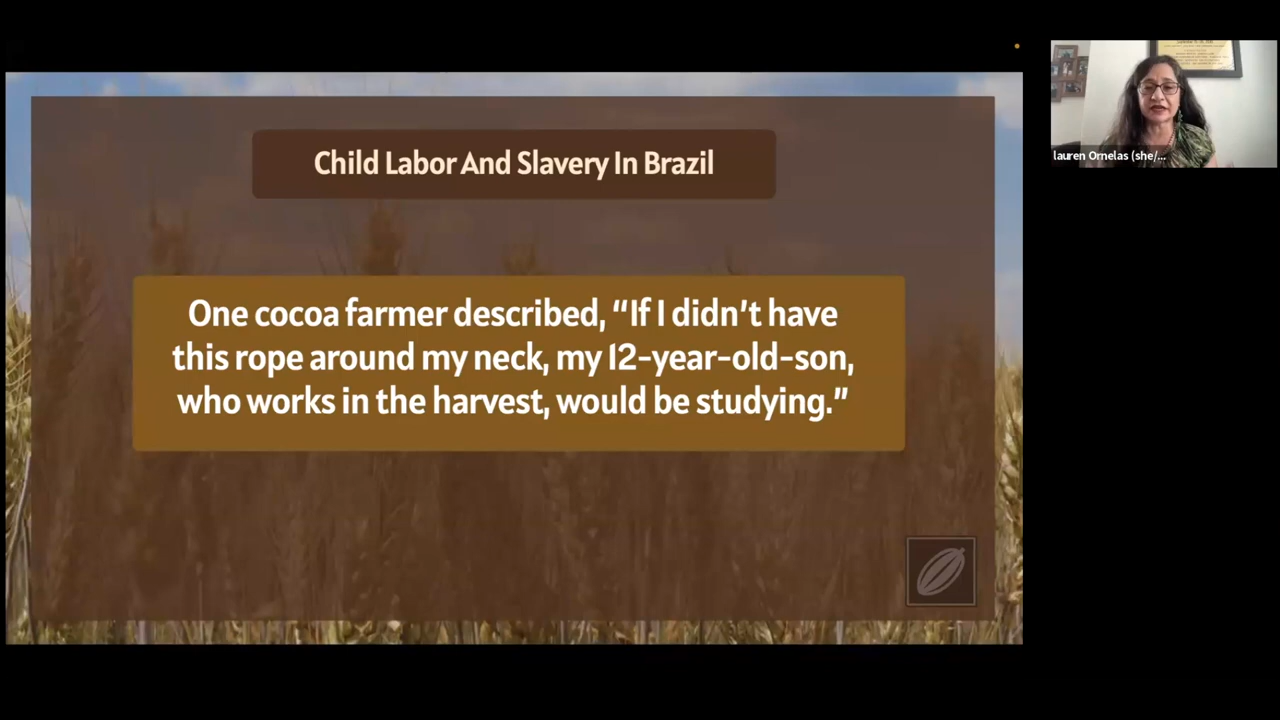 Child Labor And Slavery In Brazil
One cocoa farmer described, “If I didn’t have
this rope around my neck, my 12-year-old-son,
who works in the harvest, would be studying.”
lauren Ornelas (she/...